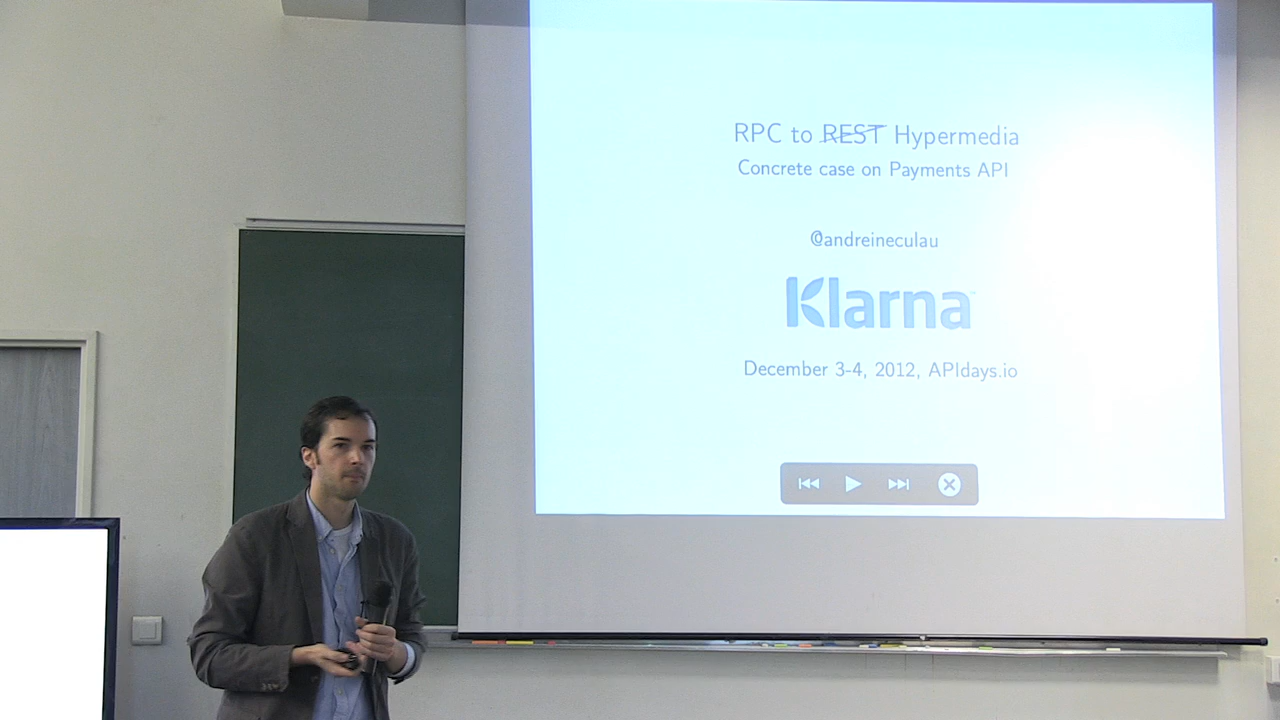 RPC to REST Hypermedia
Concrete case on Payments API
@andreineculau
Klarna
December 3-4, 2012, APIdays.io